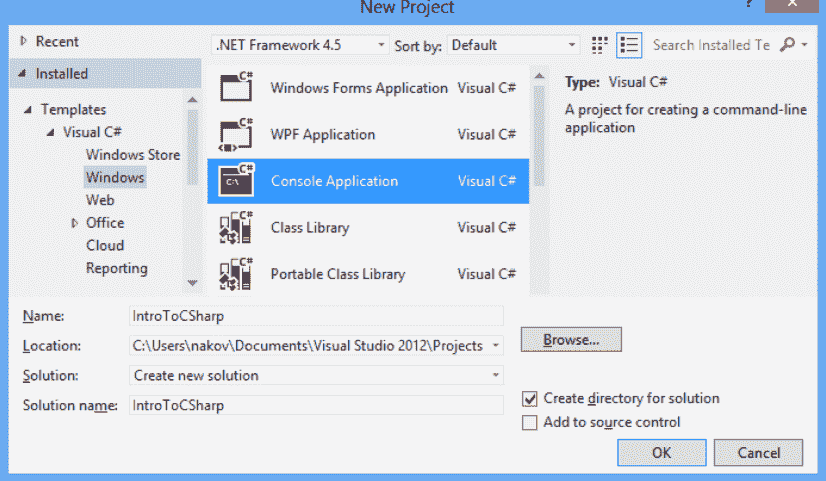 New Project
?
x
Recent
.NET Framework 4.5
Sort by: Default
Search Installed Te
Installed
Templates
Visual C#
Windows Store
Windows
Web
Office
Cloud
Reporting
C# Windows Forms Application Visual C#
C# WPF Application Visual C#
C# C:\ Console Application Visual C#
C# Class Library Visual C#
C# Portable Class Library Visual C#
Type: Visual C#
A project for creating a command-line
application
Name: IntroToCSharp
Location: C:\Users\nakov\Documents\Visual Studio 2012\Projects
Browse...
Solution: Create new solution
Solution name: IntroToCSharp
Create directory for solution
Add to source control
OK
Cancel